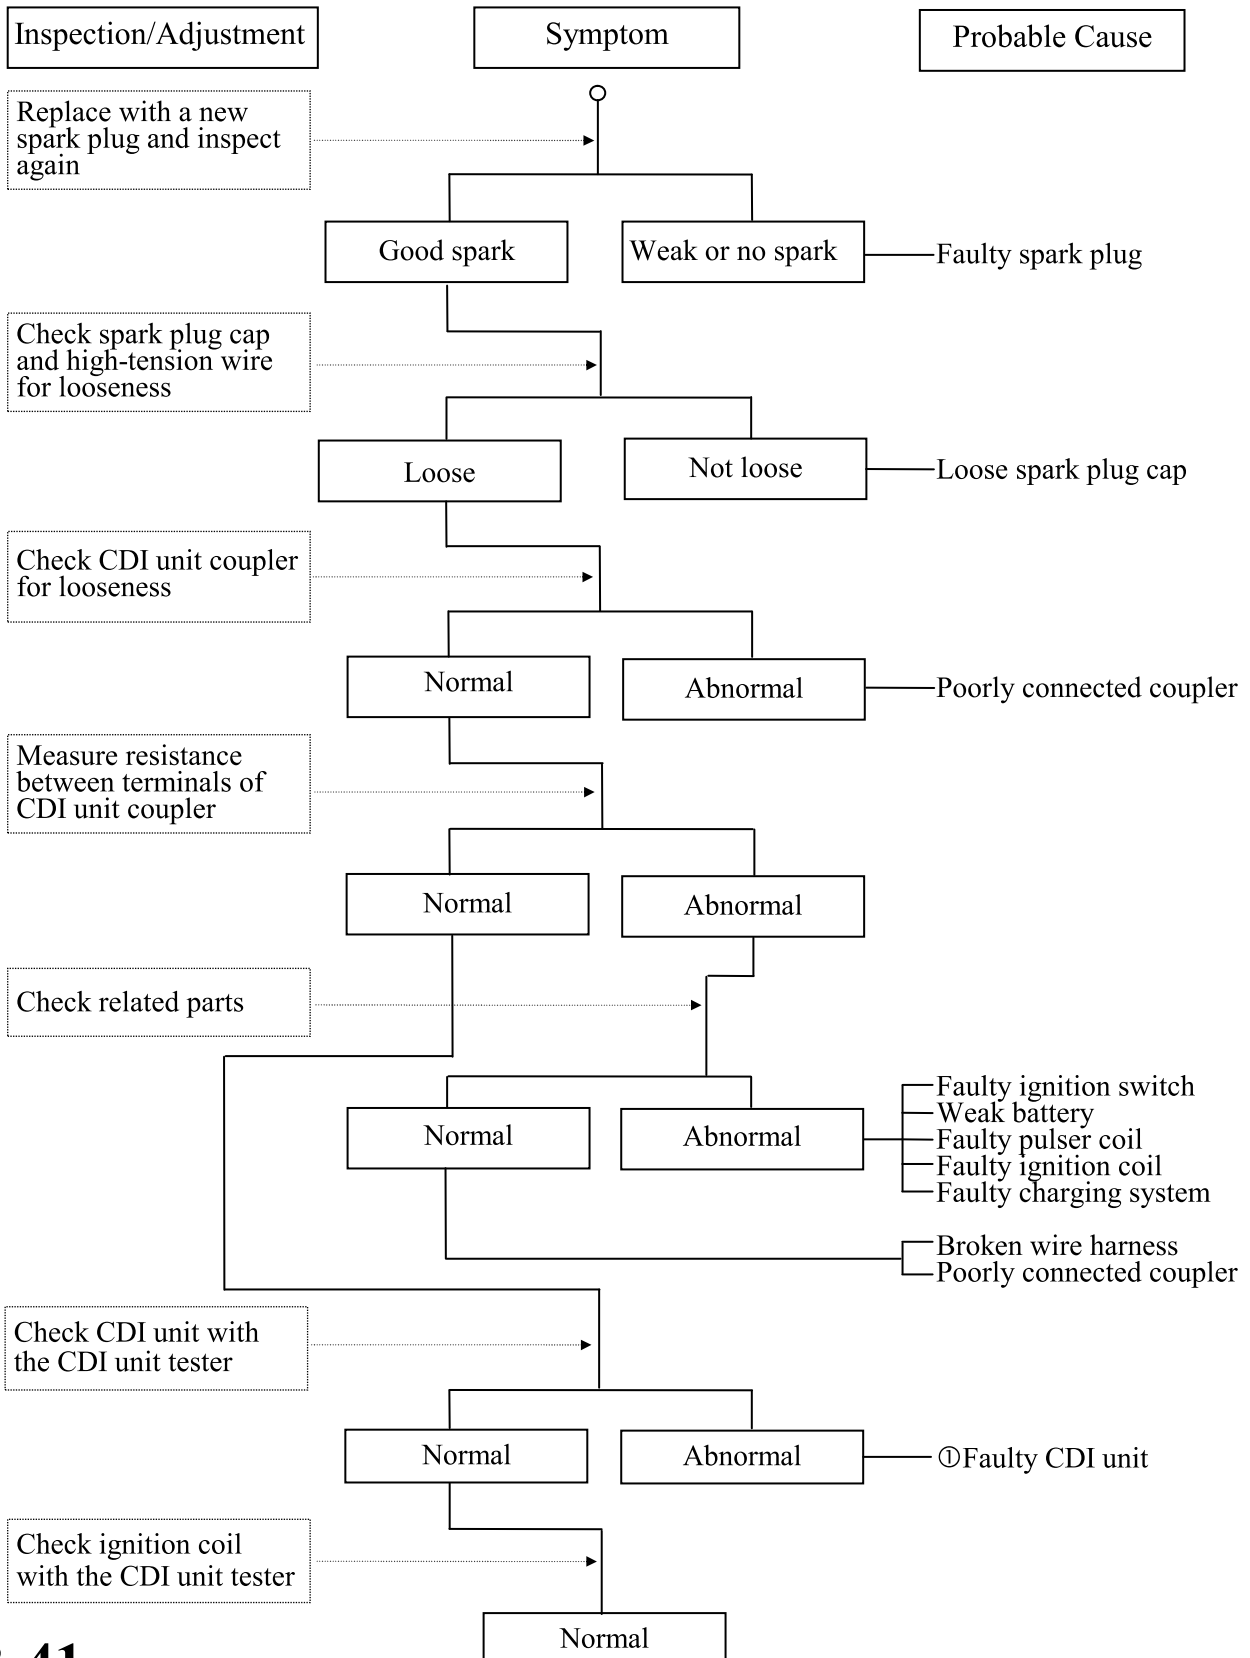 Inspection/Adjustment
Symptom
Probable Cause
Replace with a new
spark plug and inspect
again
Good spark
Weak or no spark
Faulty spark plug
Check spark plug cap
and high-tension wire
for looseness
Loose
Not loose
Loose spark plug cap
Check CDI unit coupler
for looseness
Normal
Abnormal
Poorly connected coupler
Measure resistance
between terminals of
CDI unit coupler
Normal
Abnormal
Check related parts
Normal
Abnormal
Faulty ignition switch
Weak battery
Faulty pulser coil
Faulty ignition coil
Faulty charging system
Broken wire harness
Poorly connected coupler
Check CDI unit with
the CDI unit tester
Normal
Abnormal
①Faulty CDI unit
Check ignition coil
with the CDI unit tester
Normal